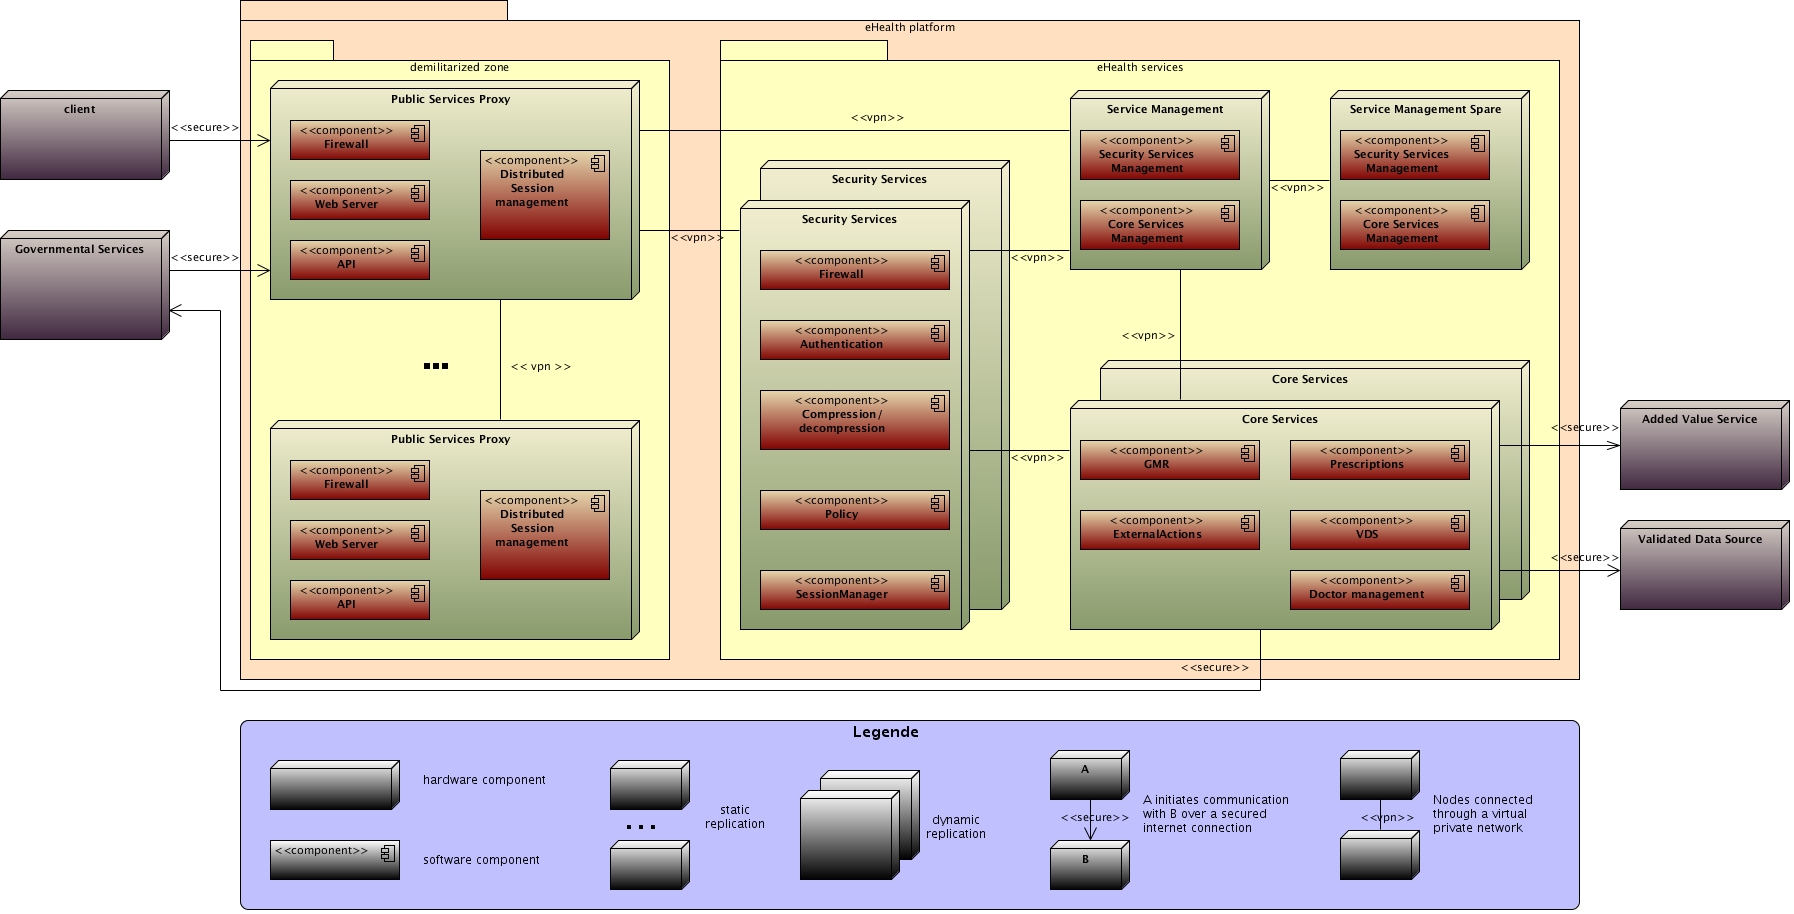 eHealth platform
demilitarized zone
eHealth services
client
<<secure>>
Governmental Services
<<secure>>
Public Services Proxy
<<component>>
Firewall
<<component>>
Web Server
<<component>>
API
<<component>>
Distributed
Session
management
<< vpn >>
Public Services Proxy
<<component>>
Firewall
<<component>>
Web Server
<<component>>
API
<<component>>
Distributed
Session
management
<<vpn>>
<<vpn>>
Security Services
Security Services
<<component>>
Firewall
<<component>>
Authentication
<<component>>
Compression/
decompression
<<component>>
Policy
<<component>>
SessionManager
<<vpn>>
<<vpn>>
Service Management
<<component>>
Security Services
Management
<<component>>
Core Services
Management
<<vpn>>
Service Management Spare
<<component>>
Security Services
Management
<<component>>
Core Services
Management
<<vpn>>
Core Services
Core Services
<<component>>
GMR
<<component>>
Prescriptions
<<component>>
ExternalActions
<<component>>
VDS
<<component>>
Doctor management
<<secure>>
Added Value Service
<<secure>>
Validated Data Source
<<secure>>
Legende
hardware component
<<component>>
software component
static
replication
dynamic
replication
A
<<secure>>
B
A initiates communication
with B over a secured
internet connection
<<vpn>>
Nodes connected
through a virtual
private network